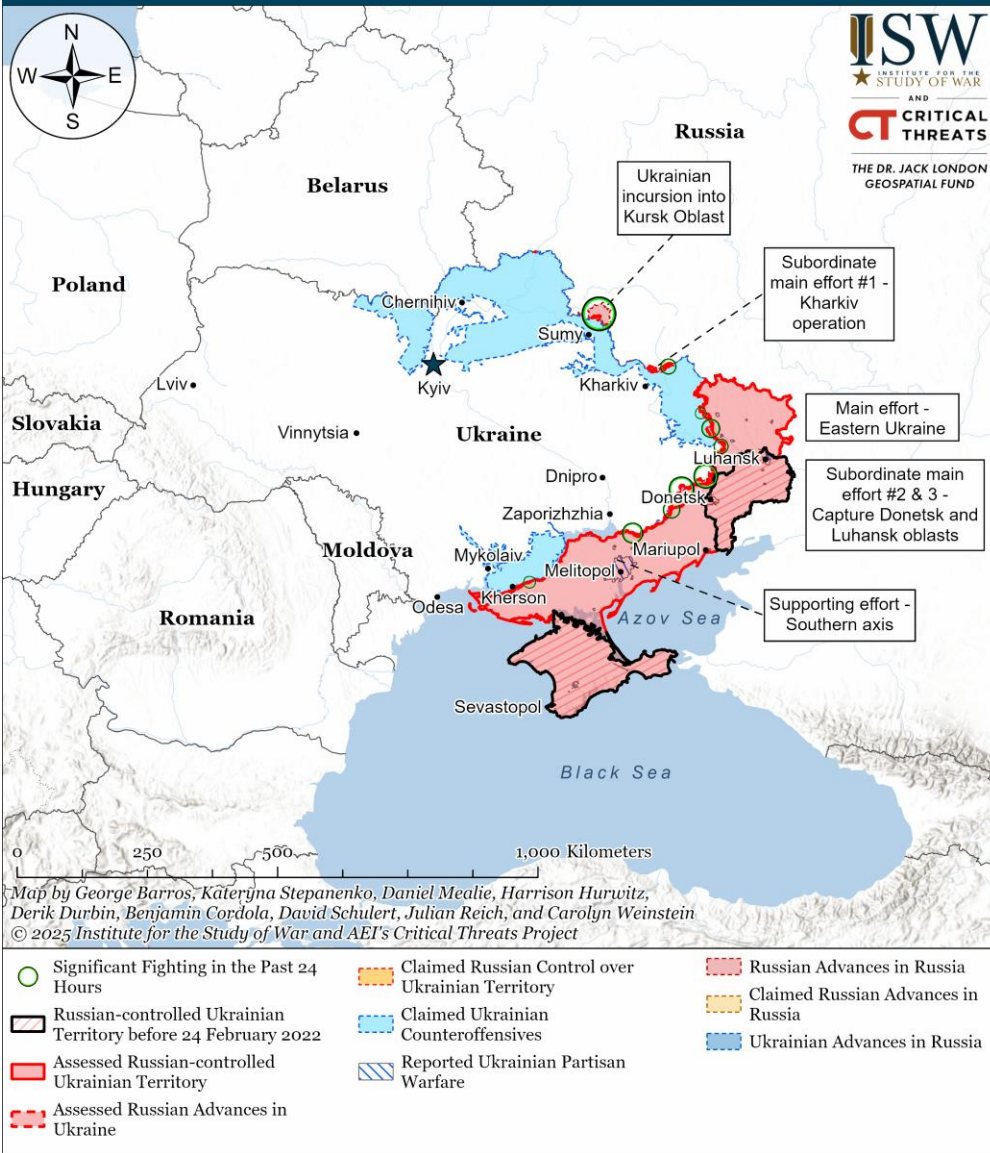 N
W
E
S
ISW
INSTITUTE FOR THE
STUDY OF WAR
AND
CT CRITICAL
THREATS
THE DR. JACK LONDON
GEOSPATIAL FUND
Russia
Ukrainian
incursion into
Kursk Oblast
Belarus
Subordinate
main effort #1 -
Kharkiv
operation
Poland
Chernihiv
Sumy
Kyiv
Kharkiv
Lviv
Slovakia
Vinnytsia
Ukraine
Main effort -
Eastern Ukraine
Luhansk
Hungary
Dnipro
Donetsk
Subordinate main
effort #2 & 3 -
Capture Donetsk and
Luhansk oblasts
Zaporizhzhia
Moldova
Mykolaiv
Mariupol
Melitopol
Kherson
Odesa
Romania
Azov Sea
Supporting effort -
Southern axis
Sevastopol
Black Sea
0 250 500 1,000 Kilometers
Map by George Barros, Kateryna Stepanenko, Daniel Mealie, Harrison Hurwitz,
Derik Durbin, Benjamin Cordola, David Schulert, Julian Reich, and Carolyn Weinstein
© 2025 Institute for the Study of War and AEI's Critical Threats Project
Significant Fighting in the Past 24
Hours
Russian-controlled Ukrainian
Territory before 24 February 2022
Assessed Russian-controlled
Ukrainian Territory
Assessed Russian Advances in
Ukraine
Claimed Russian Control over
Ukrainian Territory
Claimed Ukrainian
Counteroffensives
Reported Ukrainian Partisan
Warfare
Russian Advances in Russia
Claimed Russian Advances in
Russia
Ukrainian Advances in Russia